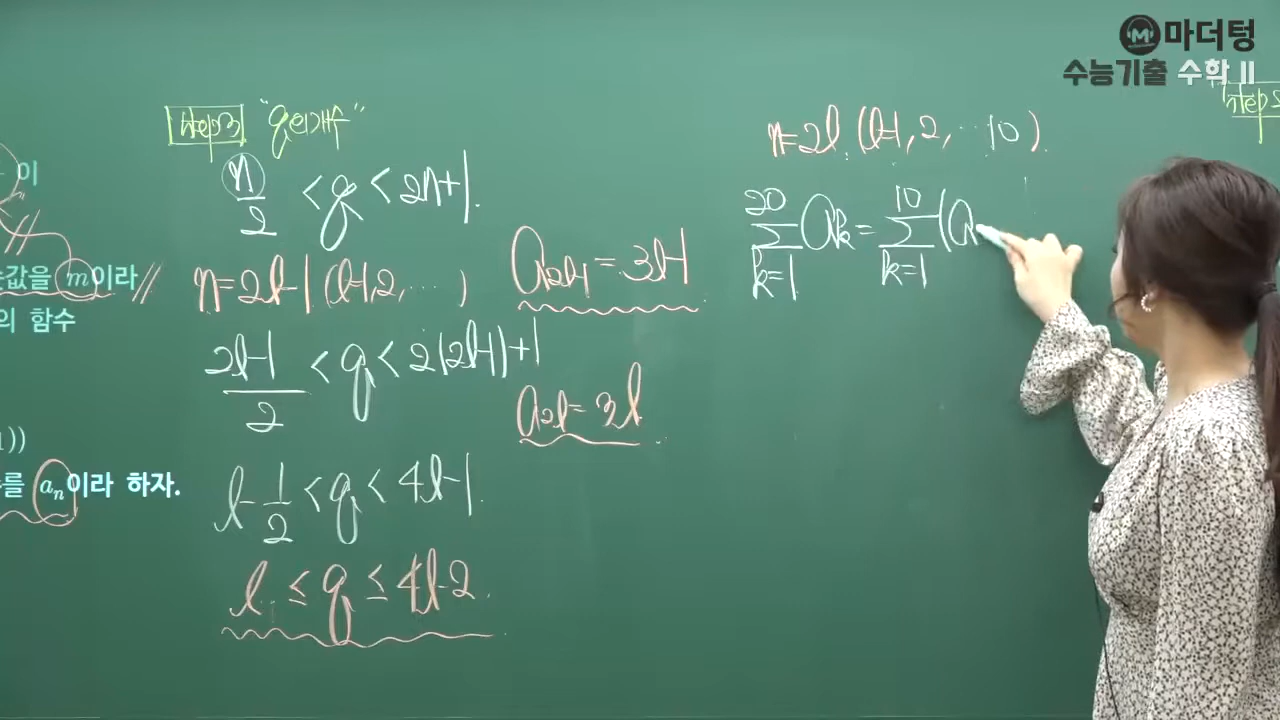 마더텅
수능기출 수학 II
step3 "q의 개수"
이
n/2 < q < 2n+1.
값을 m이라
의 함수
n=2l-1 (l=1,2, ⋯ )
(2l-1)/2 < q < 2(2l-1)+1
1))
를 aₙ이라 하자.
l-1/2 < q < 4l-1.
l ≤ q ≤ 4l-2.
a₂ₗ₋₁ = 3l-1
a₂ₗ = 3l
n=2l (l=1, 2, ⋯ 10)
20 Σ k=1 aₖ = 10 Σ k=1 (a
"step